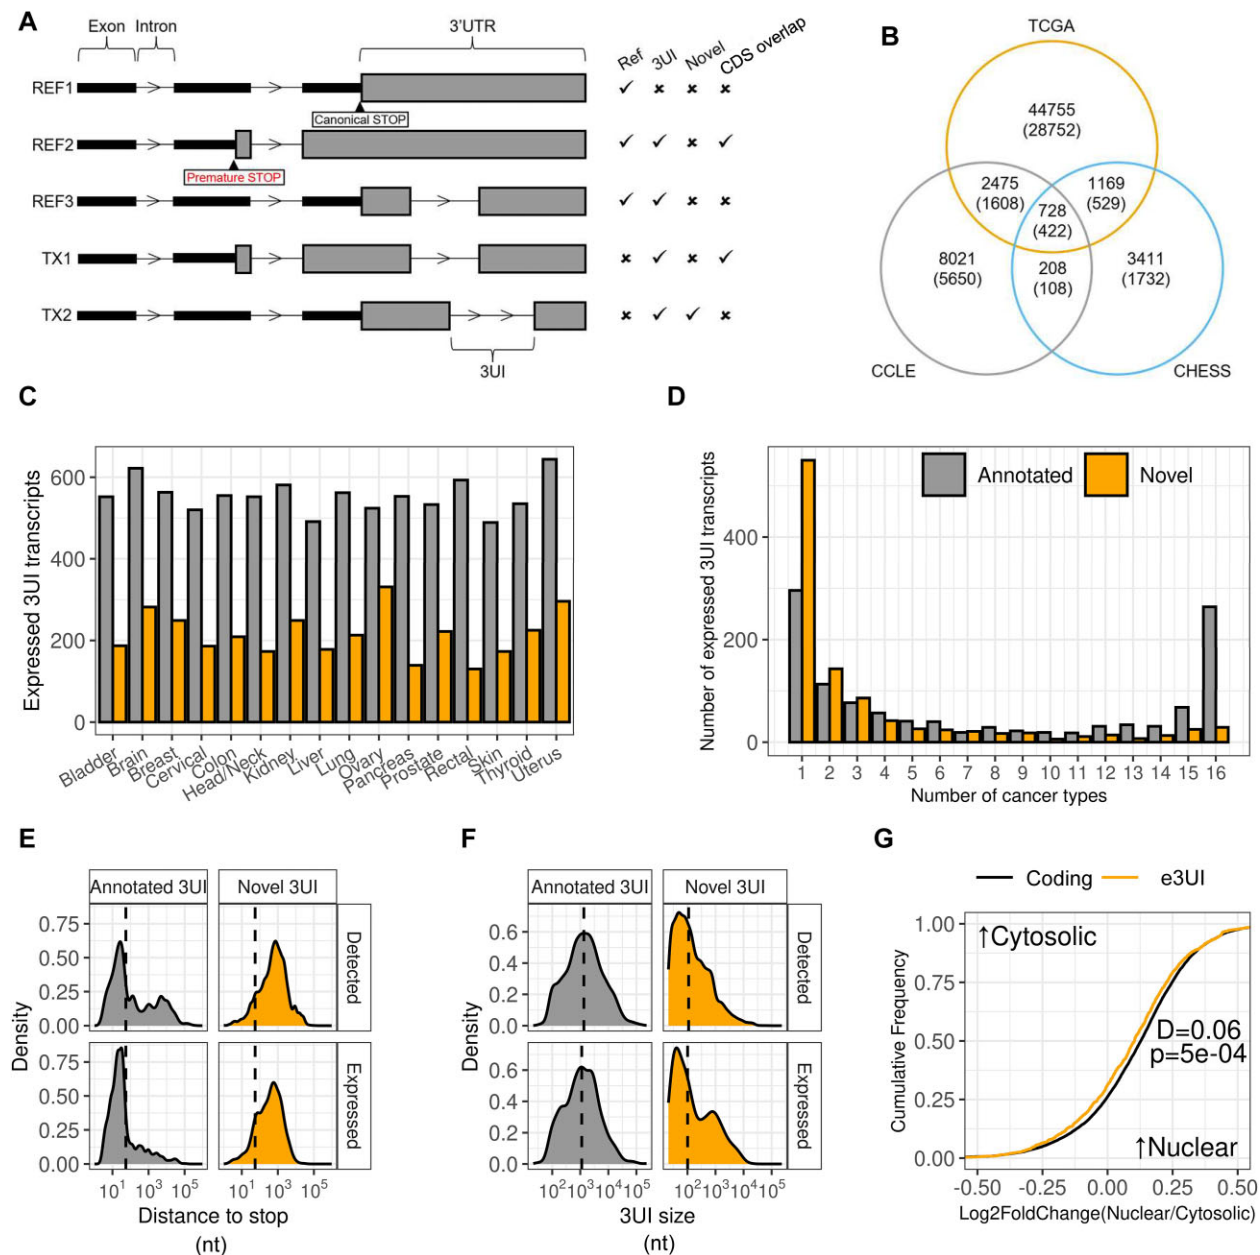 A
Exon Intron 3'UTR
Ref 3UI Novel CDS overlap
REF1 ✓ × × ×
Canonical STOP
REF2 ✓ ✓ × ✓
Premature STOP
REF3 ✓ ✓ × ×
TX1 × ✓ × ✓
TX2 × ✓ ✓ ×
3UI
B
TCGA
44755
(28752)
2475
(1608)
1169
(529)
728
(422)
8021
(5650)
208
(108)
3411
(1732)
CCLE CHESS
C
Expressed 3UI transcripts
600
400
200
0
Bladder Brain Breast Cervical Colon Head/Neck Kidney Liver Lung Ovary Pancreas Prostate Rectal Skin Thyroid Uterus
D
Annotated Novel
Number of expressed 3UI transcripts
400
200
0
1 2 3 4 5 6 7 8 9 10 11 12 13 14 15 16
Number of cancer types
E
Annotated 3UI Novel 3UI
Density
0.75
0.50
0.25
0.00
Detected
0.75
0.50
0.25
0.00
Expressed
10¹ 10³ 10⁵ 10¹ 10³ 10⁵
Distance to stop
(nt)
F
Annotated 3UI Novel 3UI
Density
0.6
0.4
0.2
0.0
Detected
0.6
0.4
0.2
0.0
Expressed
10² 10³ 10⁴ 10⁵ 10² 10³ 10⁴ 10⁵
3UI size
(nt)
G
Coding e3UI
Cumulative Frequency
1.00
0.75
0.50
0.25
0.00
↑Cytosolic
D=0.06
p=5e-04
↑Nuclear
-0.50 -0.25 0.00 0.25 0.50
Log2FoldChange(Nuclear/Cytosolic)